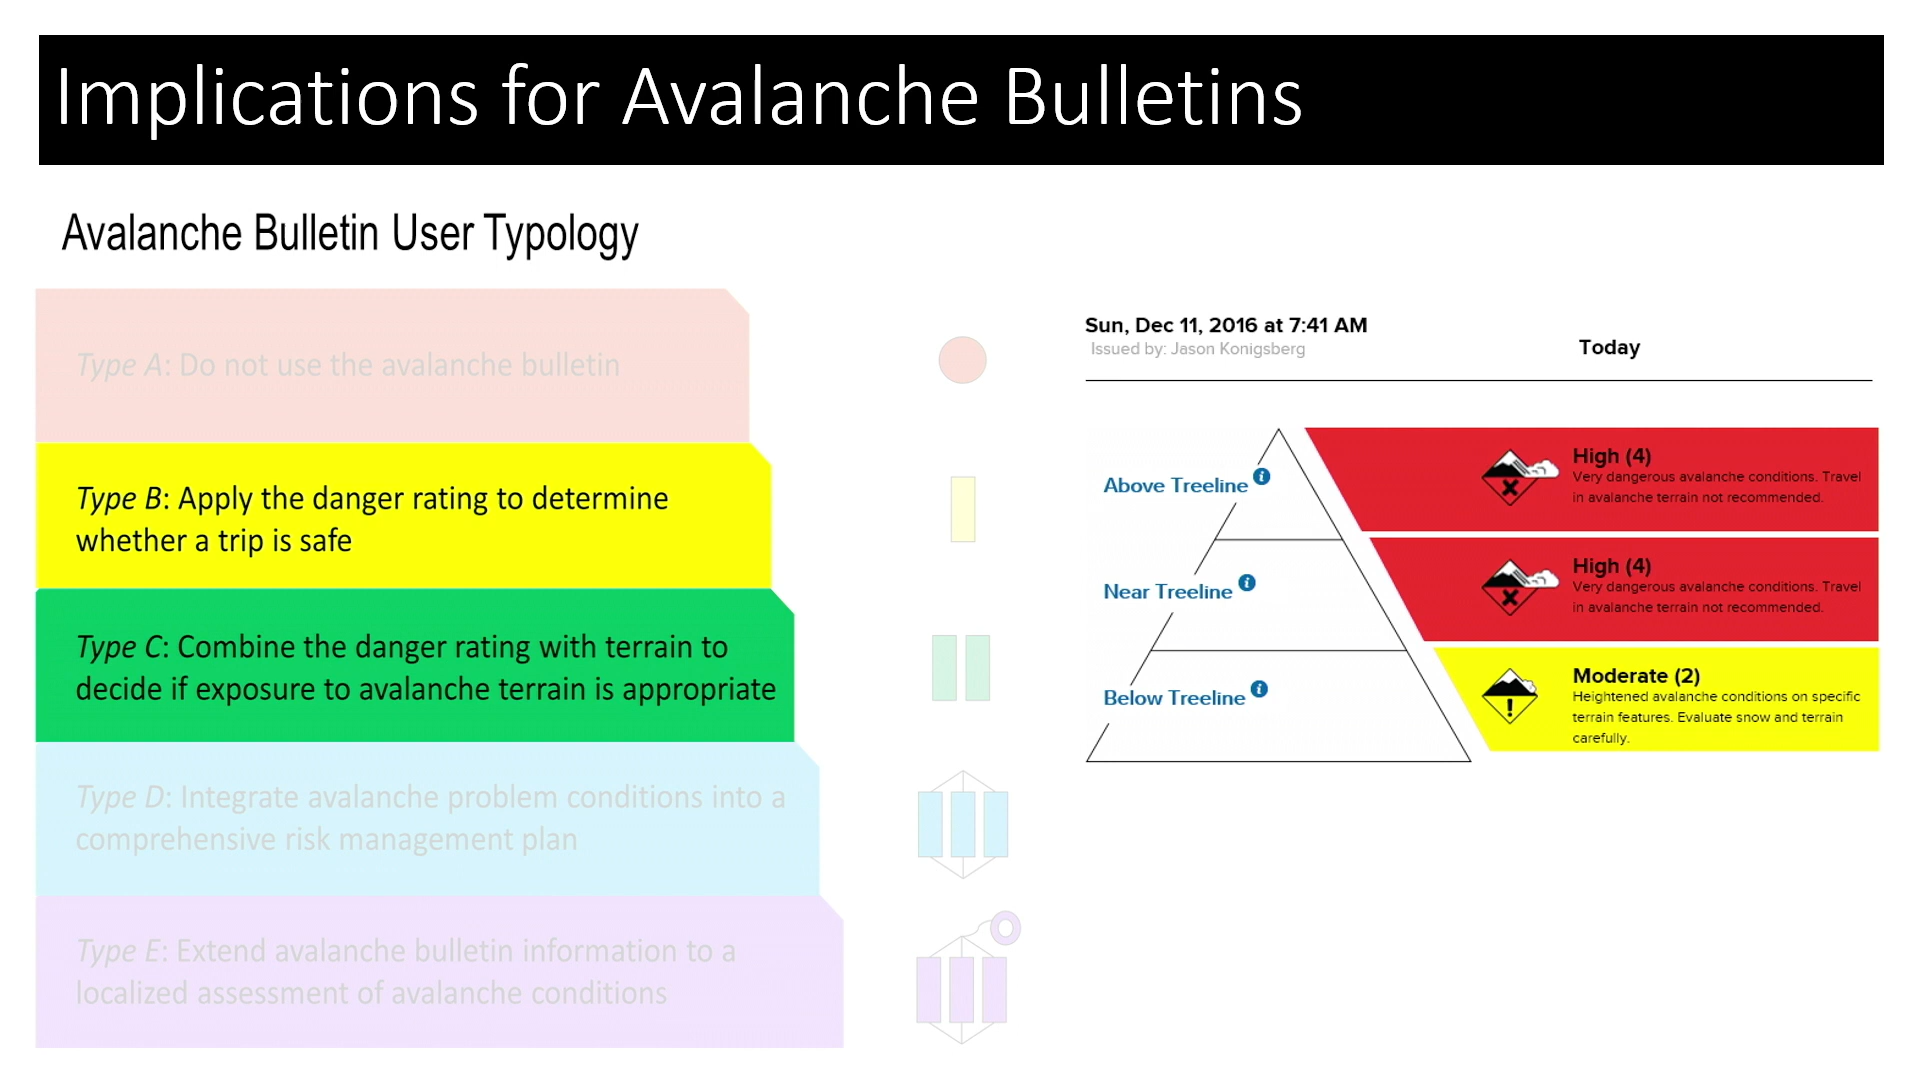 Implications for Avalanche Bulletins
Avalanche Bulletin User Typology
Type A: Do not use the avalanche bulletin
Type B: Apply the danger rating to determine
whether a trip is safe
Type C: Combine the danger rating with terrain to
decide if exposure to avalanche terrain is appropriate
Type D: Integrate avalanche problem conditions into a
comprehensive risk management plan
Type E: Extend avalanche bulletin information to a
localized assessment of avalanche conditions
Sun, Dec 11, 2016 at 7:41 AM
Issued by: Jason Konigsberg
Today
Above Treeline i
High (4)
Very dangerous avalanche conditions. Travel
in avalanche terrain not recommended.
Near Treeline i
High (4)
Very dangerous avalanche conditions. Travel
in avalanche terrain not recommended.
Below Treeline i
Moderate (2)
Heightened avalanche conditions on specific
terrain features. Evaluate snow and terrain
carefully.